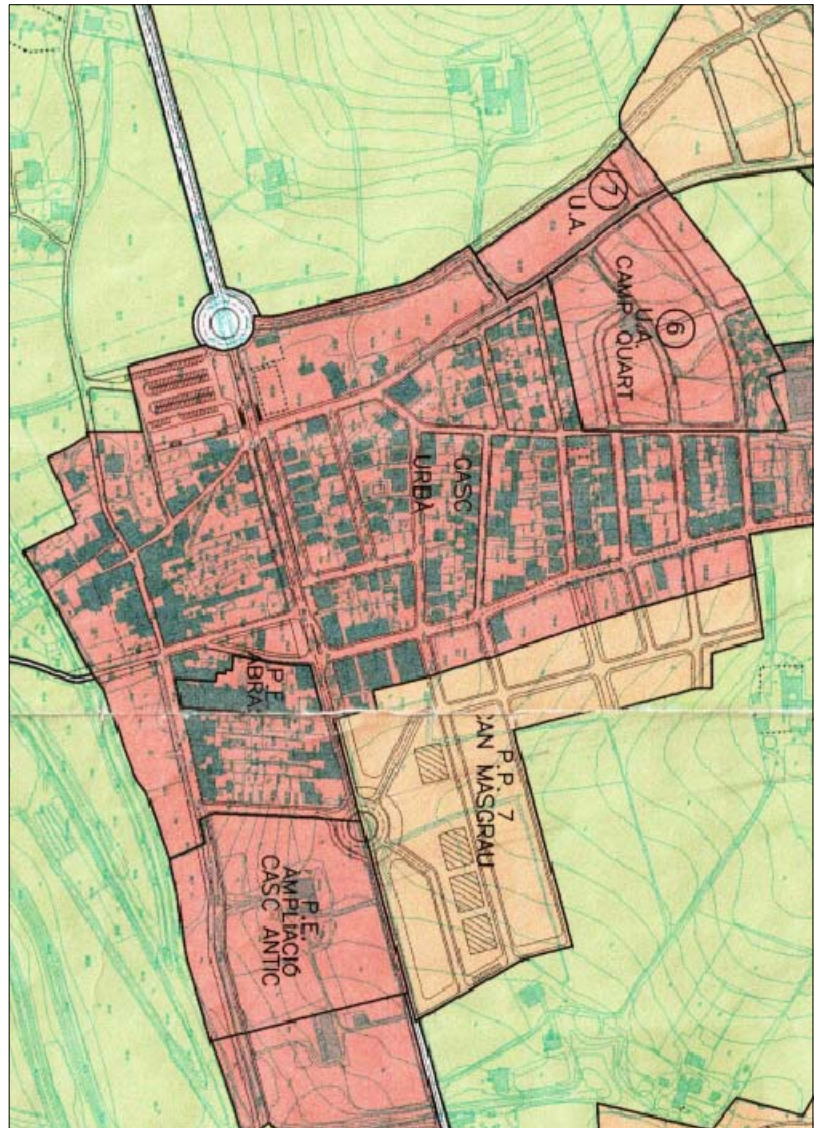 7
U.A.
6
U.A.
CAMP QUART
CASC
URBÀ
P.E.
ABRA
P.P. 7
CAN MASGRAU
P.E.
AMPLIACIÓ
CASC ANTIC